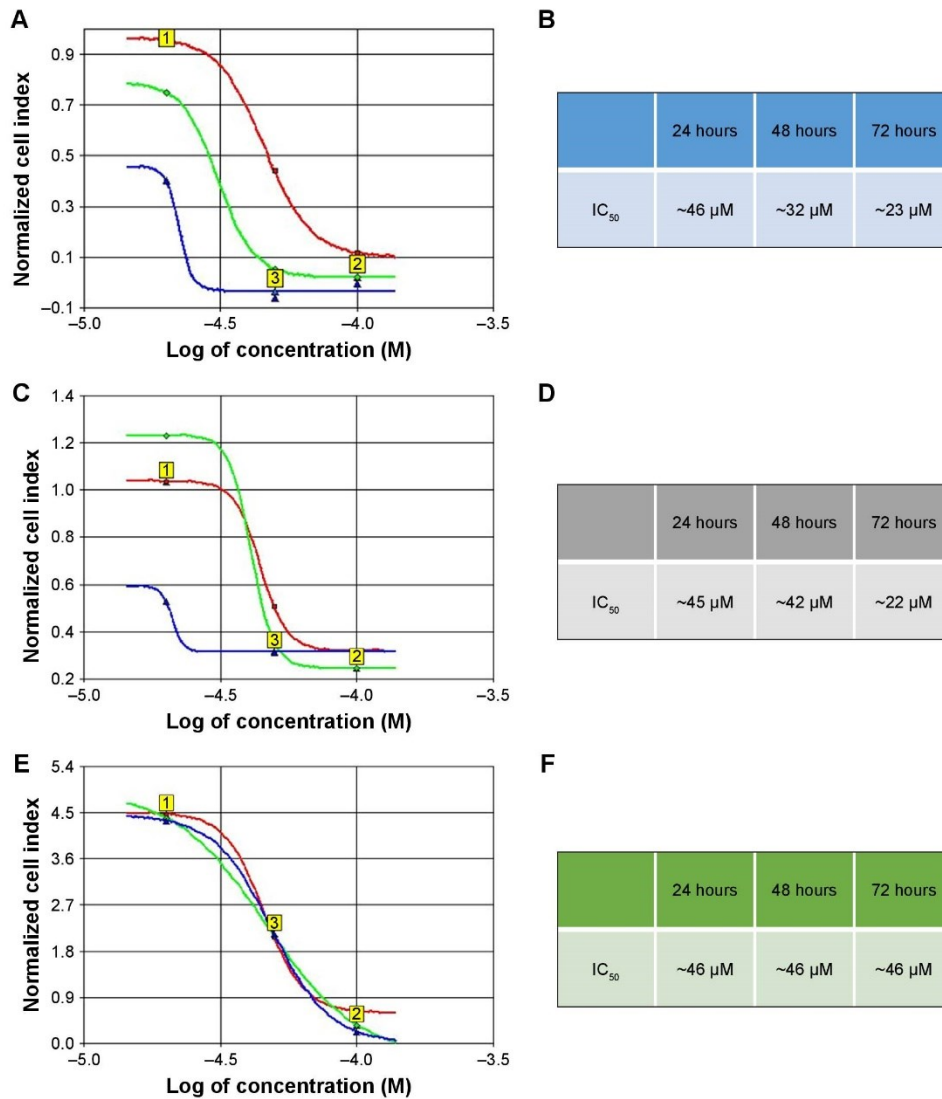 A
Normalized cell index
0.9
0.7
0.5
0.3
0.1
–0.1
1
2
3
–5.0 –4.5 –4.0 –3.5
Log of concentration (M)
B
24 hours 48 hours 72 hours
IC50 ~46 µM ~32 µM ~23 µM
C
Normalized cell index
1.4
1.2
1.0
0.8
0.6
0.4
0.2
1
3
2
–5.0 –4.5 –4.0 –3.5
Log of concentration (M)
D
24 hours 48 hours 72 hours
IC50 ~45 µM ~42 µM ~22 µM
E
Normalized cell index
5.4
4.5
3.6
2.7
1.8
0.9
0.0
1
3
2
–5.0 –4.5 –4.0 –3.5
Log of concentration (M)
F
24 hours 48 hours 72 hours
IC50 ~46 µM ~46 µM ~46 µM